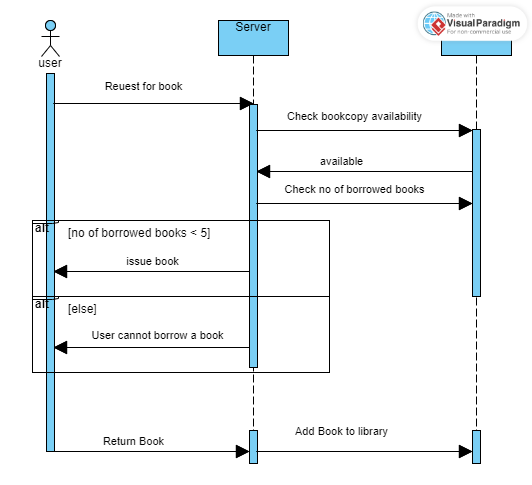 Made with
VisualParadigm
For non-commercial use
Server
user
Reuest for book
Check bookcopy availability
available
Check no of borrowed books
alt
[no of borrowed books < 5]
issue book
alt
[else]
User cannot borrow a book
Return Book
Add Book to library